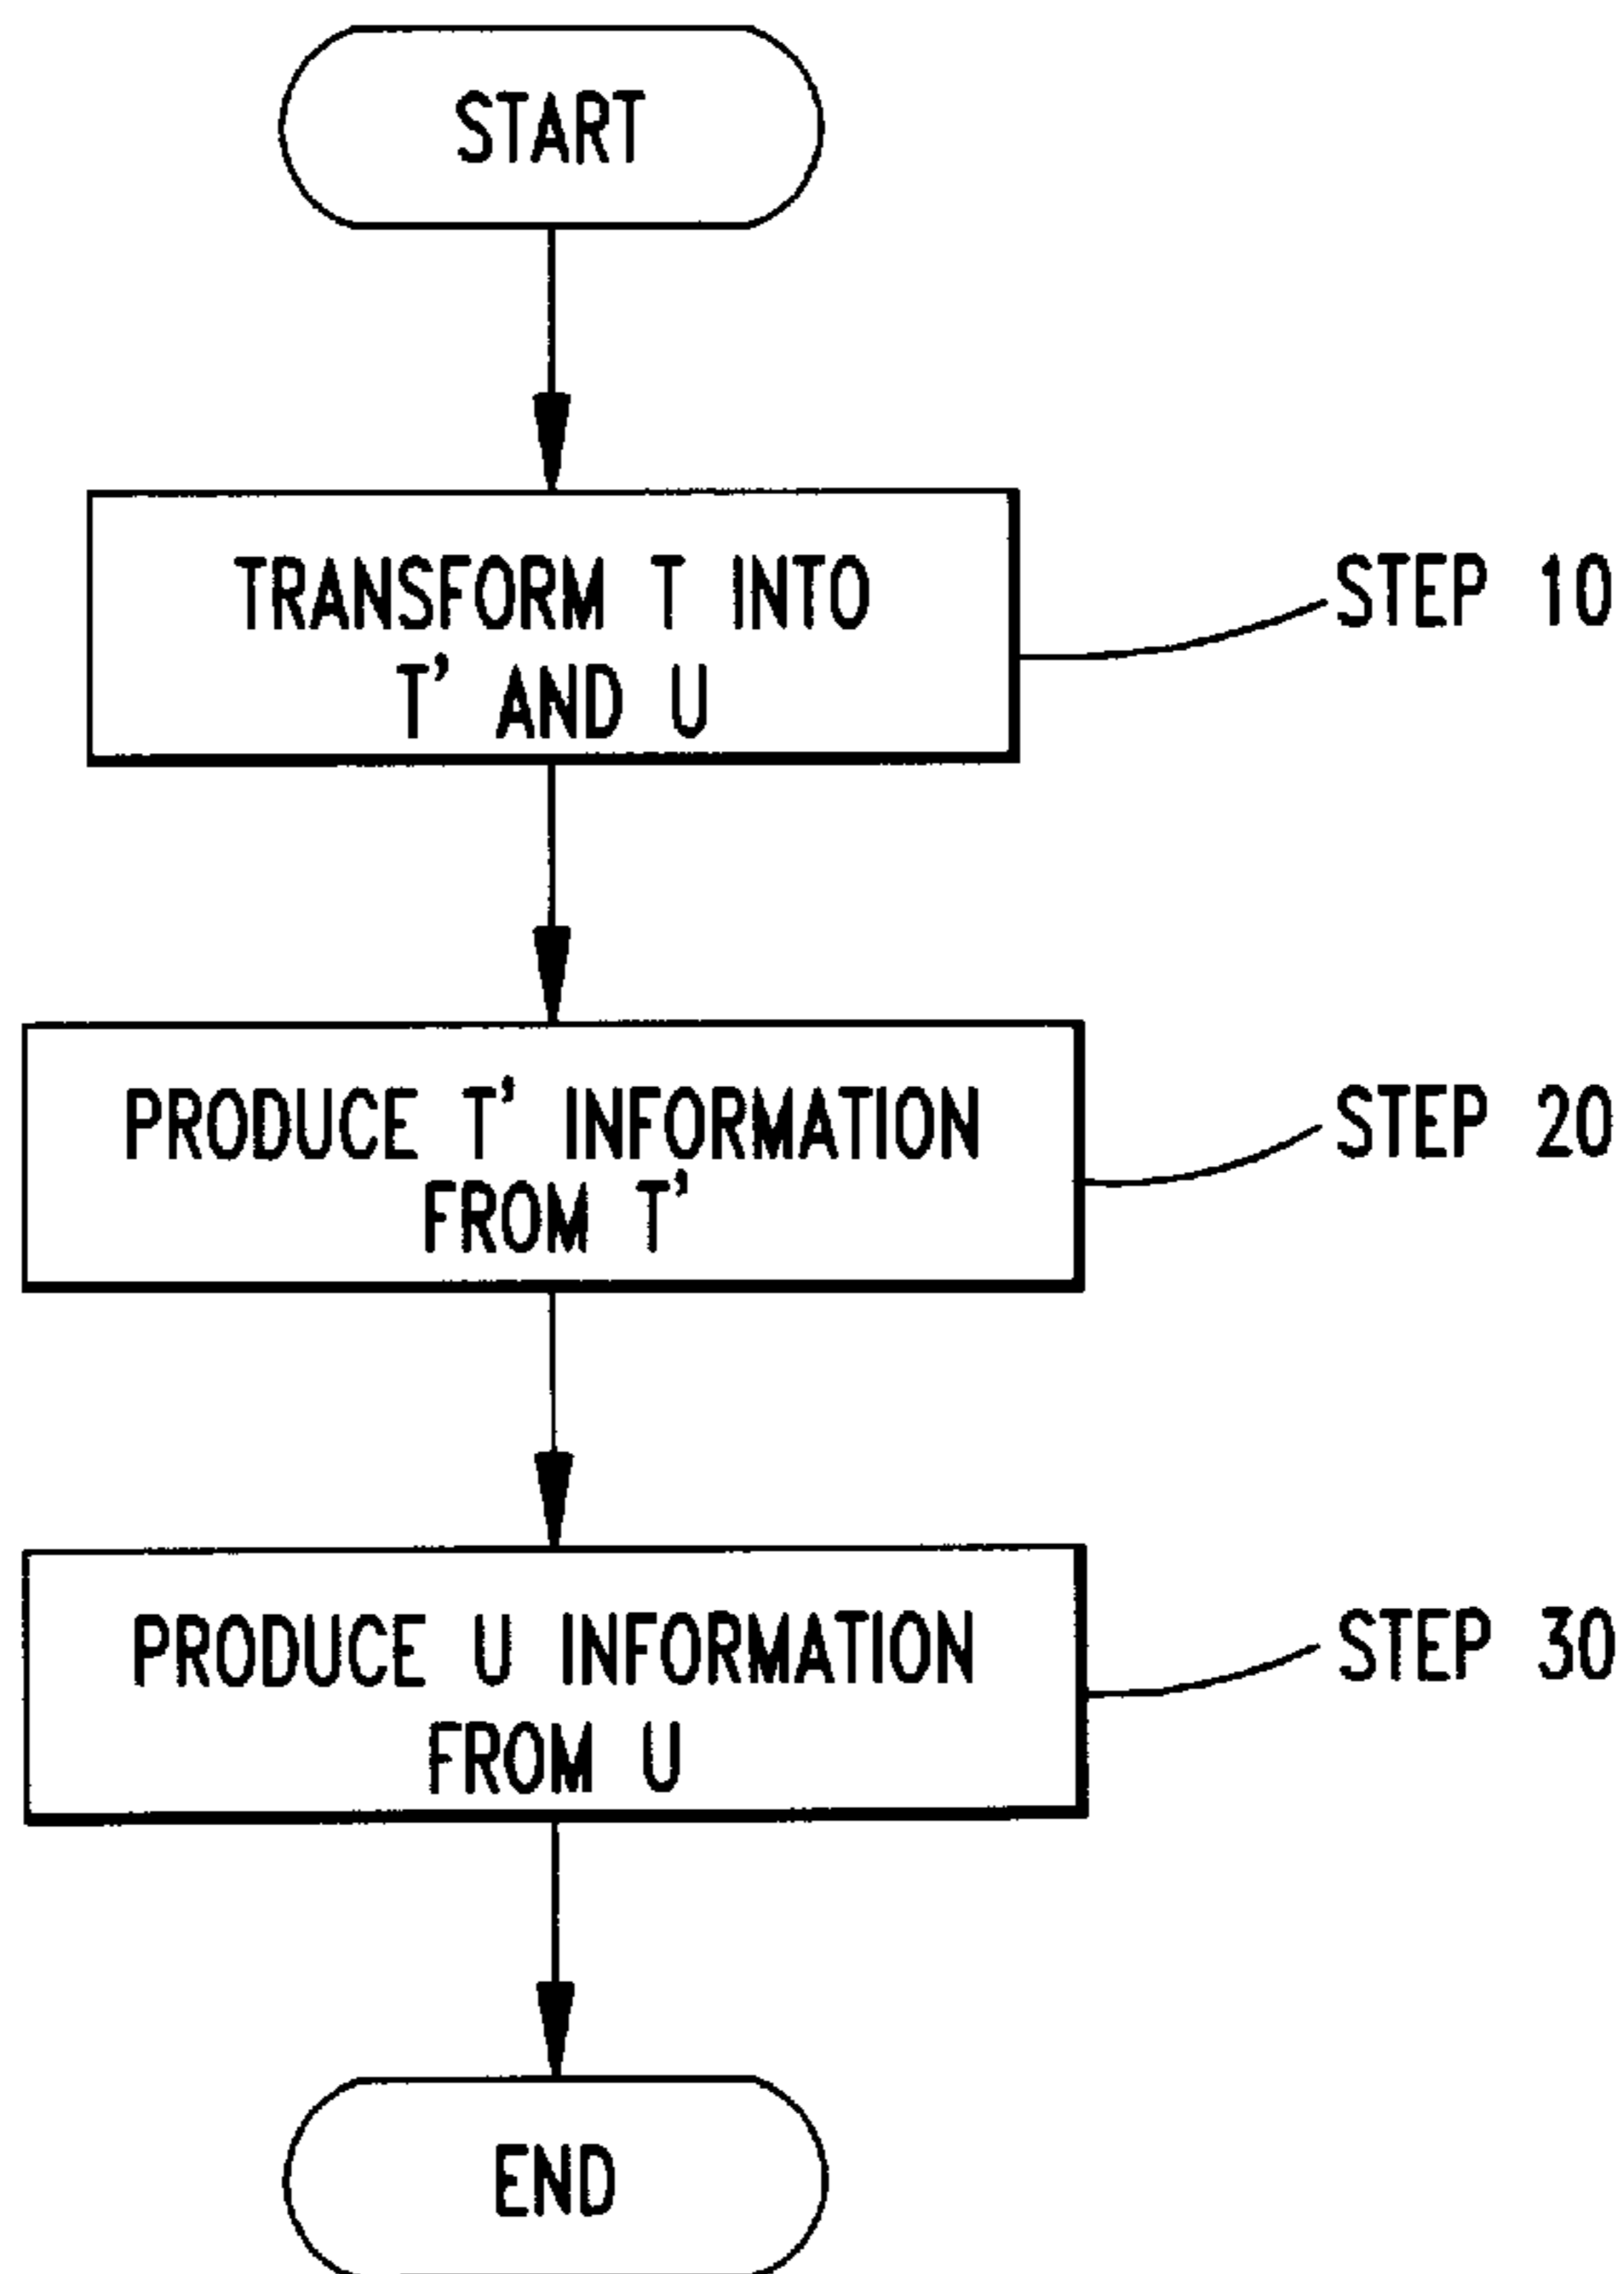 START
TRANSFORM T INTO
T' AND U
STEP 10
PRODUCE T' INFORMATION
FROM T'
STEP 20
PRODUCE U INFORMATION
FROM U
STEP 30
END